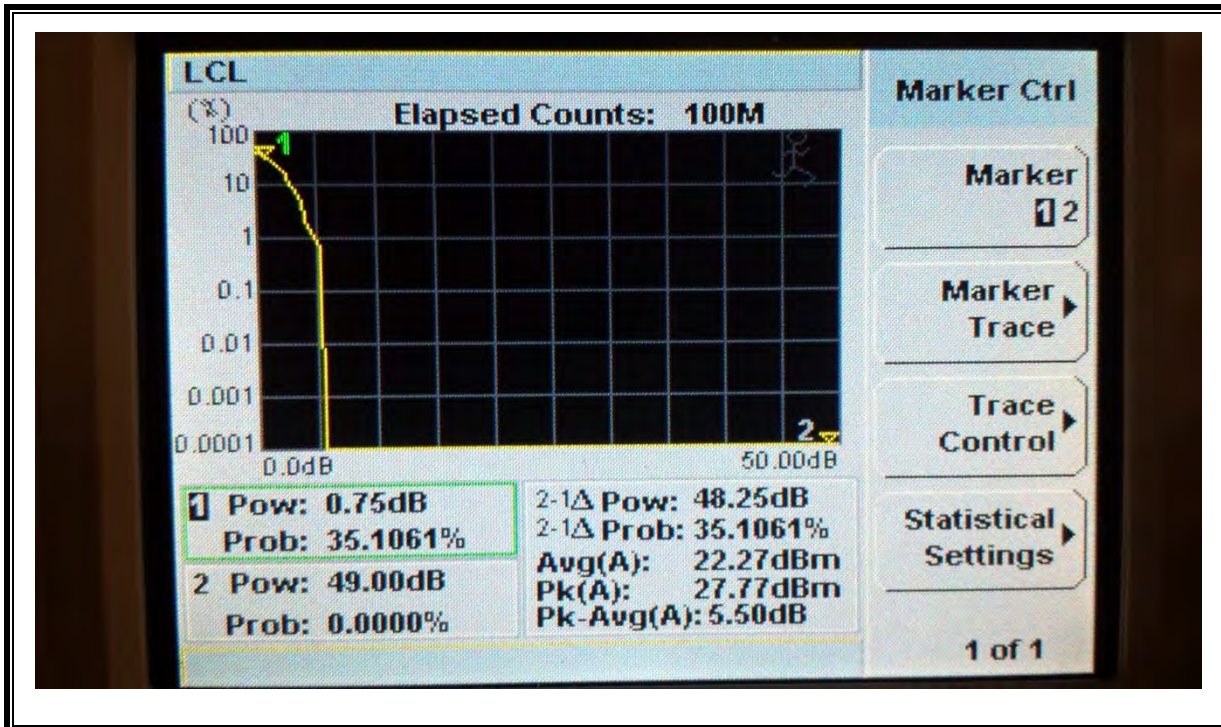 LCL
(%)
Elapsed Counts: 100M
100
10
1
0.1
0.01
0.001
0.0001
1
2
0.0dB
50.00dB
1 Pow: 0.75dB
Prob: 35.1061%
2 Pow: 49.00dB
Prob: 0.0000%
2-1Δ Pow: 48.25dB
2-1Δ Prob: 35.1061%
Avg(A): 22.27dBm
Pk(A): 27.77dBm
Pk-Avg(A): 5.50dB
Marker Ctrl
Marker
1 2
Marker
Trace
Trace
Control
Statistical
Settings
1 of 1